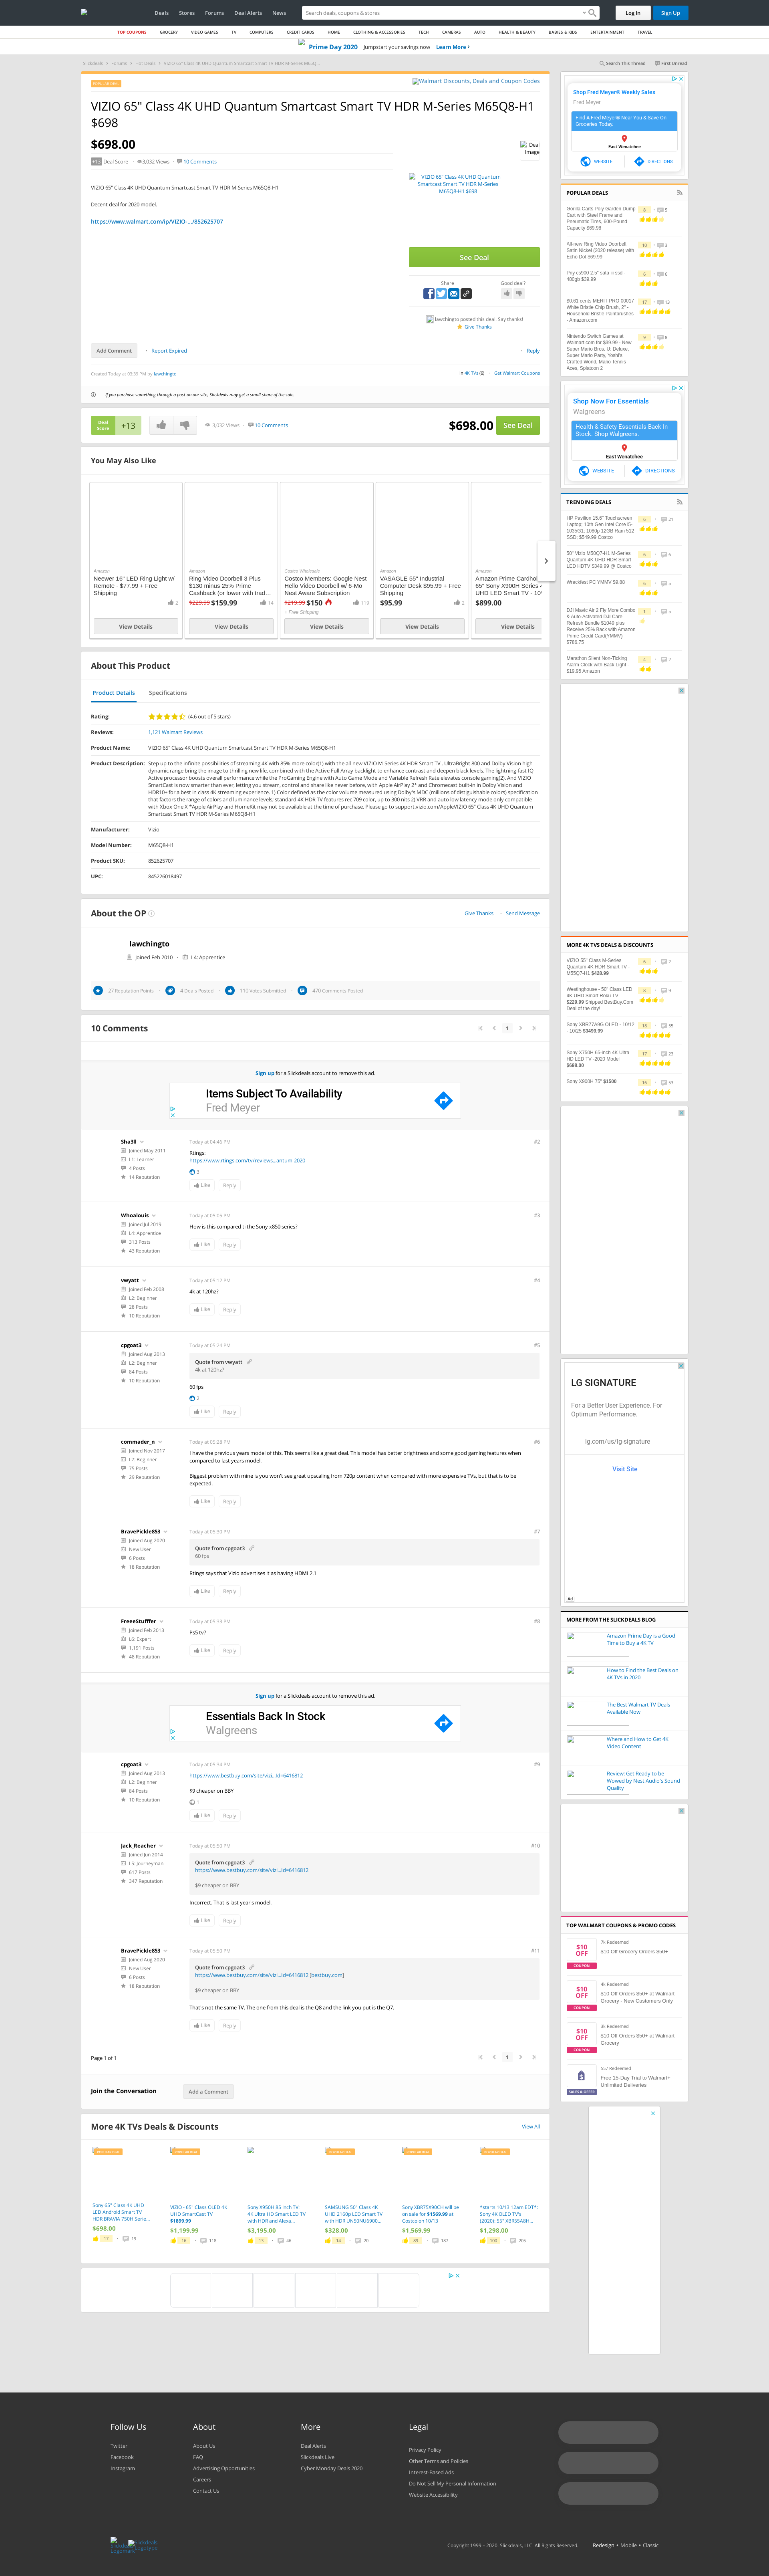 Deals
Stores
Forums
Deal Alerts
News
Search deals, coupons & stores
Log In
Sign Up
TOP COUPONS
GROCERY
VIDEO GAMES
TV
COMPUTERS
CREDIT CARDS
HOME
CLOTHING & ACCESSORIES
TECH
CAMERAS
AUTO
HEALTH & BEAUTY
BABIES & KIDS
ENTERTAINMENT
TRAVEL
Prime Day 2020 Jumpstart your savings now Learn More
Slickdeals > Forums > Hot Deals > VIZIO 65" Class 4K UHD Quantum Smartcast Smart TV HDR M-Series M65Q...
Search This Thread
First Unread
Walmart Discounts, Deals and Coupon Codes
VIZIO 65" Class 4K UHD Quantum Smartcast Smart TV HDR M-Series M65Q8-H1
$698
$698.00
Deal Image
+13 Deal Score
3,032 Views
10 Comments
VIZIO 65" Class 4K UHD Quantum Smartcast Smart TV HDR M-Series M65Q8-H1
Decent deal for 2020 model.
https://www.walmart.com/ip/VIZIO-.../852625707
VIZIO 65" Class 4K UHD Quantum Smartcast Smart TV HDR M-Series M65Q8-H1 $698
See Deal
Share
Good deal?
lawchingto posted this deal. Say thanks!
Give Thanks
Add Comment
Report Expired
Reply
Created Today at 03:39 PM by lawchingto
in 4K TVs (6)
Get Walmart Coupons
If you purchase something through a post on our site, Slickdeals may get a small share of the sale.
Deal Score
+13
3,032 Views
10 Comments
$698.00
See Deal
You May Also Like
Amazon
Neewer 16" LED Ring Light w/ Remote - $77.99 + Free Shipping
2
View Details
Amazon
Ring Video Doorbell 3 Plus $130 minus 25% Prime Cashback (or lower with trad...
$229.99 $159.99
14
View Details
Costco Wholesale
Costco Members: Google Nest Hello Video Doorbell w/ 6-Mo Nest Aware Subscription
$219.99 $150
119
+ Free Shipping
View Details
Amazon
VASAGLE 55" Industrial Computer Desk $95.99 + Free Shipping
$95.99
2
View Details
Amazon
Amazon Prime Cardhol
65" Sony X900H Series
UHD LED Smart TV - 10
$899.00
View Details
About This Product
Product Details
Specifications
Rating: (4.6 out of 5 stars)
Reviews: 1,121 Walmart Reviews
Product Name: VIZIO 65" Class 4K UHD Quantum Smartcast Smart TV HDR M-Series M65Q8-H1
Product Description: Step up to the infinite possibilities of streaming 4K with 85% more color(1) with the all-new VIZIO M-Series 4K HDR Smart TV . UltraBright 800 and Dolby Vision high dynamic range bring the image to thrilling new life, combined with the Active Full Array backlight to enhance contrast and deepen black levels. The lightening-fast IQ Active processor boosts overall performance while the ProGaming Engine with Auto Game Mode and Variable Refresh Rate elevates console gaming(2). And VIZIO SmartCast is now smarter than ever, letting you stream, control and share like never before, with Apple AirPlay 2* and Chromecast built-in Dolby Vision and HDR10+ for a best in class 4K streaming experience. 1) Color defined as the color volume measured using Dolby's MDC (millions of distinguishable colors) specification for total number of colors and luminance levels; standard 4K HDR TV features rec 709 color, up to 300 nits 2) VRR and auto low latency mode only compatible with Xbox One X *Apple AirPlay and HomeKit may not be available at the time of purchase. Please go to support.vizio.com/AppleVIZIO 65" Class 4K UHD Quantum Smartcast Smart TV HDR M-Series M65Q8-H1
Manufacturer: Vizio
Model Number: M65Q8-H1
Product SKU: 852625707
UPC: 845226018497
About the OP
Give Thanks
Send Message
lawchingto
Joined Feb 2010
L4: Apprentice
27 Reputation Points
4 Deals Posted
110 Votes Submitted
470 Comments Posted
10 Comments
1
Sign up for a Slickdeals account to remove this ad.
Items Subject To Availability
Fred Meyer
Sha3ll
Joined May 2011
L1: Learner
4 Posts
14 Reputation
Today at 04:46 PM
#2
Rtings:
https://www.rtings.com/tv/reviews...antum-2020
3
Like
Reply
Whoalouis
Joined Jul 2019
L4: Apprentice
313 Posts
43 Reputation
Today at 05:05 PM
#3
How is this compared ti the Sony x850 series?
Like
Reply
vwyatt
Joined Feb 2008
L2: Beginner
28 Posts
19 Reputation
Today at 05:12 PM
#4
4k at 120hz?
Like
Reply
cpgoat3
Joined Aug 2013
L2: Beginner
84 Posts
10 Reputation
Today at 05:24 PM
#5
Quote from vwyatt
4k at 120hz?
60 fps
2
Like
Reply
commader_n
Joined Nov 2017
L2: Beginner
75 Posts
29 Reputation
Today at 05:28 PM
#6
I have the previous years model of this. This seems like a great deal. This model has better brightness and some good gaming features when compared to last years model.
Biggest problem with mine is you won't see great upscaling from 720p content when compared with more expensive TVs, but that is to be expected.
Like
Reply
BravePickle853
Joined Aug 2020
New User
6 Posts
18 Reputation
Today at 05:30 PM
#7
Quote from cpgoat3
60 fps
Rtings says that Vizio advertises it as having HDMI 2.1
Like
Reply
FreeeStufffer
Joined Feb 2013
L6: Expert
1,191 Posts
48 Reputation
Today at 05:33 PM
#8
Ps5 tv?
Like
Reply
Sign up for a Slickdeals account to remove this ad.
Essentials Back In Stock
Walgreens
cpgoat3
Joined Aug 2013
L2: Beginner
84 Posts
10 Reputation
Today at 05:34 PM
#9
https://www.bestbuy.com/site/vizi...Id=6416812
$9 cheaper on BBY
1
Like
Reply
Jack_Reacher
Joined Jun 2014
L5: Journeyman
617 Posts
347 Reputation
Today at 05:50 PM
#10
Quote from cpgoat3
https://www.bestbuy.com/site/vizi...Id=6416812
$9 cheaper on BBY
Incorrect. That is last year's model.
Like
Reply
BravePickle853
Joined Aug 2020
New User
6 Posts
18 Reputation
Today at 05:50 PM
#11
Quote from cpgoat3
https://www.bestbuy.com/site/vizi...Id=6416812 [bestbuy.com]
$9 cheaper on BBY
That's not the same TV. The one from this deal is the Q8 and the link you put is the Q7.
Like
Reply
Page 1 of 1
1
Join the Conversation
Add a Comment
More 4K TVs Deals & Discounts
View All
Sony 65" Class 4K UHD LED Android Smart TV HDR BRAVIA 750H Serie...
$698.00
17
19
VIZIO - 65" Class OLED 4K UHD SmartCast TV $1899.99
$1,199.99
16
118
Sony X950H 85 Inch TV: 4K Ultra HD Smart LED TV with HDR and Alexa...
$3,195.00
13
46
SAMSUNG 50" Class 4K UHD 2160p LED Smart TV with HDR UN50NU6900...
$328.00
14
20
Sony XBR75X90CH will be on sale for $1569.99 at Costco on 10/13
$1,569.99
89
187
*starts 10/13 12am EDT*: Sony 4K OLED TV's (2020): 55" XBR55A8H...
$1,298.00
100
205
Shop Fred Meyer® Weekly Sales
Fred Meyer
Find A Fred Meyer® Near You & Save On Groceries Today.
East Wenatchee
WEBSITE
DIRECTIONS
POPULAR DEALS
Gorilla Carts Poly Garden Dump Cart with Steel Frame and Pneumatic Tires, 600-Pound Capacity $69.98
6
5
All-new Ring Video Doorbell, Satin Nickel (2020 release) with Echo Dot $69.99
10
3
Pny cs900 2.5" sata iii ssd - 480gb $39.99
6
6
$0.61 cents MERIT PRO 00017 White Bristle Chip Brush, 2" - Household Bristle Paintbrushes - Amazon.com
17
13
Nintendo Switch Games at Walmart.com for $39.99 - New Super Mario Bros. U: Deluxe, Super Mario Party, Yoshi's Crafted World, Mario Tennis Aces, Splatoon 2
9
8
Shop Now For Essentials
Walgreens
Health & Safety Essentials Back In Stock. Shop Walgreens.
East Wenatchee
WEBSITE
DIRECTIONS
TRENDING DEALS
HP Pavilion 15.6" Touchscreen Laptop: 10th Gen Intel Core i5-1035G1, 1080p 12GB Ram 512 SSD: $549.99 Costco
6
21
50' Vizio M50Q7-H1 M-Series Quantum 4K UHD HDR Smart LED HDTV $349.99 @ Costco
6
6
Wreckfest PC YMMV $9.88
6
5
DJI Mavic Air 2 Fly More Combo & Auto-Activated DJI Care Refresh Bundle $1049 plus Receive 25% Back with Amazon Prime Credit Card(YMMV) $786.75
1
5
Marathon Silent Non-Ticking Alarm Clock with Back Light - $19.95 Amazon
4
2
MORE 4K TVS DEALS & DISCOUNTS
VIZIO 55" Class M-Series Quantum 4K HDR Smart TV - M55Q7-H1 $428.99
6
2
Westinghouse - 50" Class LED 4K UHD Smart Roku TV $229.99 Shipped BestBuy.Com Deal of the day!
8
9
Sony XBR77A9G OLED - 10/12 - 10/25 $3499.99
18
55
Sony X750H 65-inch 4K Ultra HD LED TV -2020 Model $698.00
17
23
Sony X900H 75" $1500
16
53
LG SIGNATURE
For a Better User Experience. For Optimum Performance.
lg.com/us/lg-signature
Visit Site
Ad
MORE FROM THE SLICKDEALS BLOG
Amazon Prime Day is a Good Time to Buy a 4K TV
How to Find the Best Deals on 4K TVs in 2020
The Best Walmart TV Deals Available Now
Where and How to Get 4K Video Content
Review: Get Ready to be Wowed by Nest Audio's Sound Quality
TOP WALMART COUPONS & PROMO CODES
$10 OFF
COUPON
7k Redeemed
$10 Off Grocery Orders $50+
$10 OFF
COUPON
4k Redeemed
$10 Off Orders $50+ at Walmart Grocery - New Customers Only
$10 OFF
COUPON
3k Redeemed
$10 Off Orders $50+ at Walmart Grocery
SALES & OFFER
557 Redeemed
Free 15-Day Trial to Walmart+ Unlimited Deliveries
Follow Us
Twitter
Facebook
Instagram
About
About Us
FAQ
Advertising Opportunities
Careers
Contact Us
More
Deal Alerts
Slickdeals Live
Cyber Monday Deals 2020
Legal
Privacy Policy
Other Terms and Policies
Interest-Based Ads
Do Not Sell My Personal Information
Website Accessibility
Copyright 1999 - 2020. Slickdeals, LLC. All Rights Reserved.
Redesign • Mobile • Classic